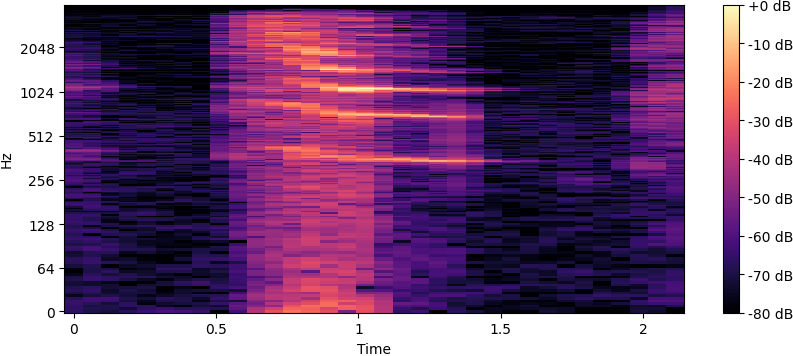 Hz
2048
1024
512
256
128
64
0
0
0.5
1
1.5
2
Time
+0 dB
-10 dB
-20 dB
-30 dB
-40 dB
-50 dB
-60 dB
-70 dB
-80 dB